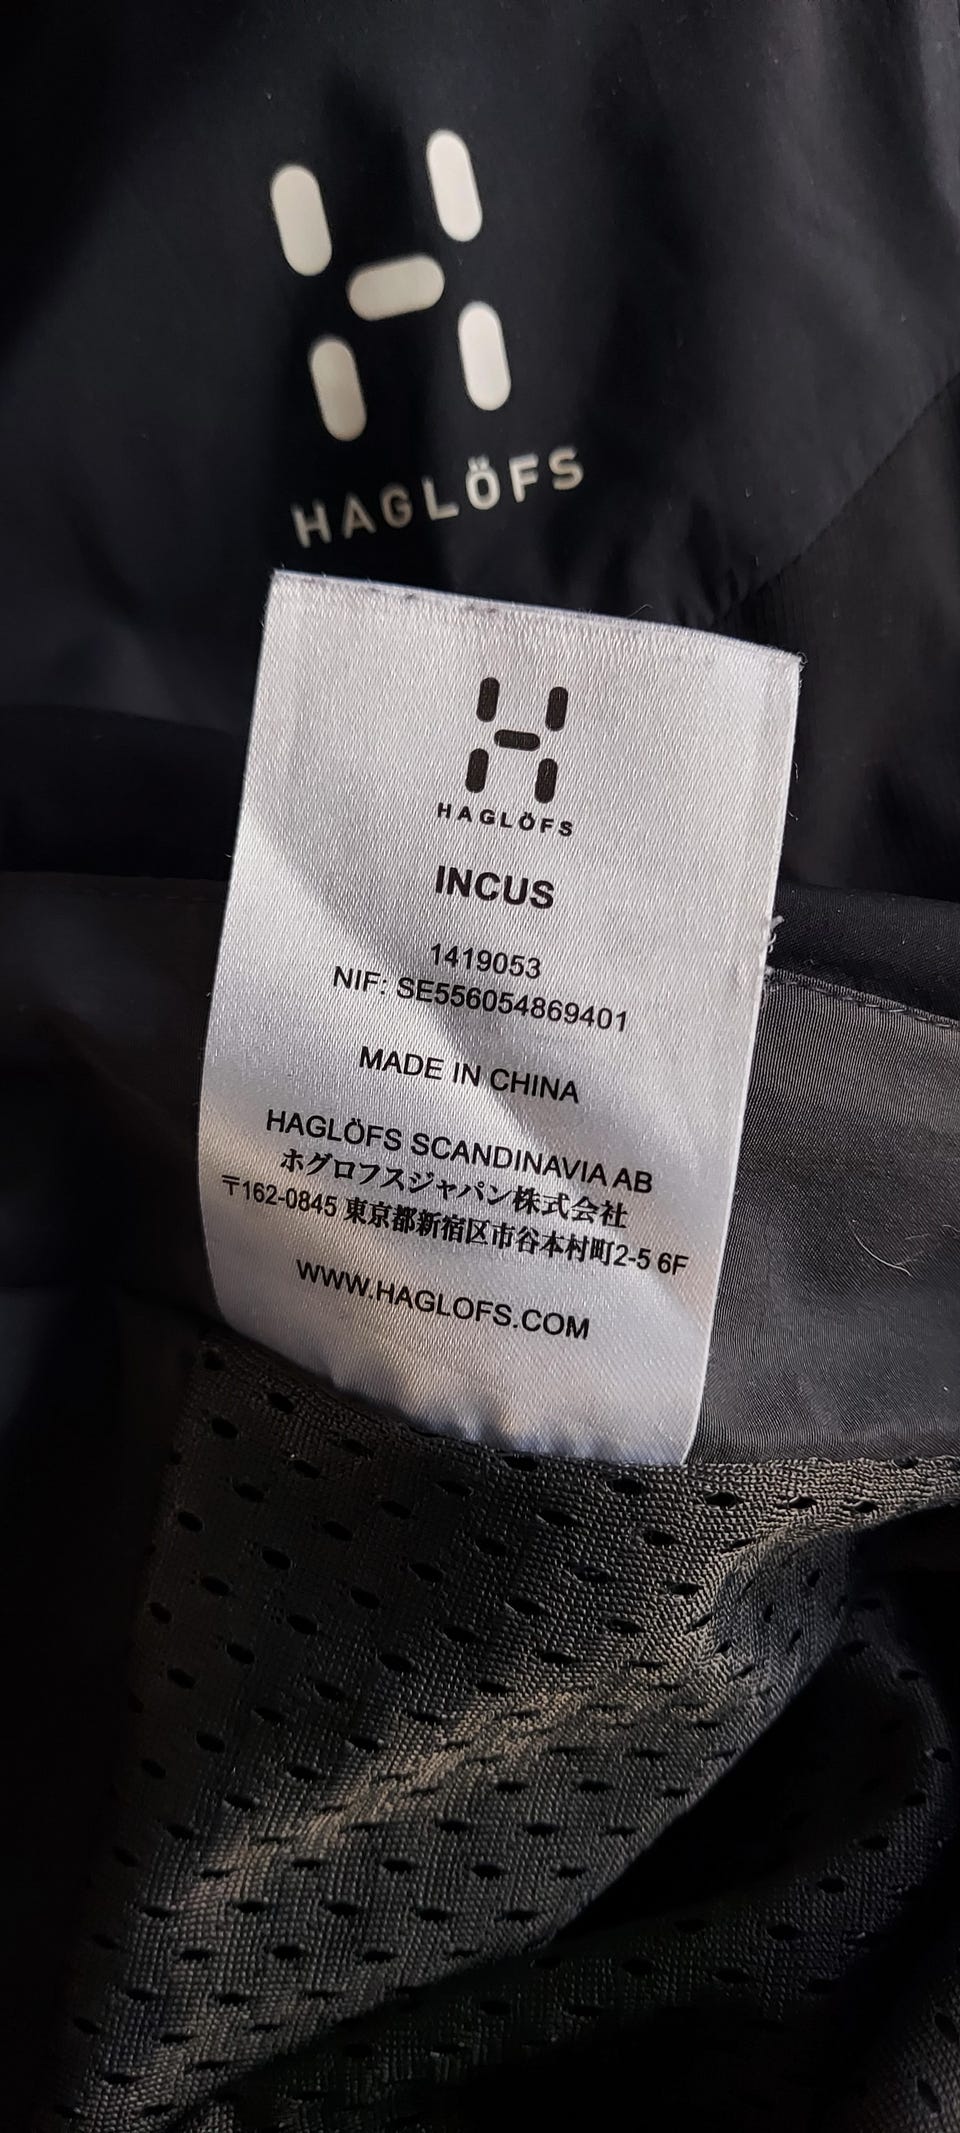 HAGLÖFS
HAGLÖFS
INCUS
1419053
NIF: SE556054869401
MADE IN CHINA
HAGLÖFS SCANDINAVIA AB
ホグロフスジャパン株式会社
〒162-0845 東京都新宿区市谷本村町2-5 6F
WWW.HAGLOFS.COM